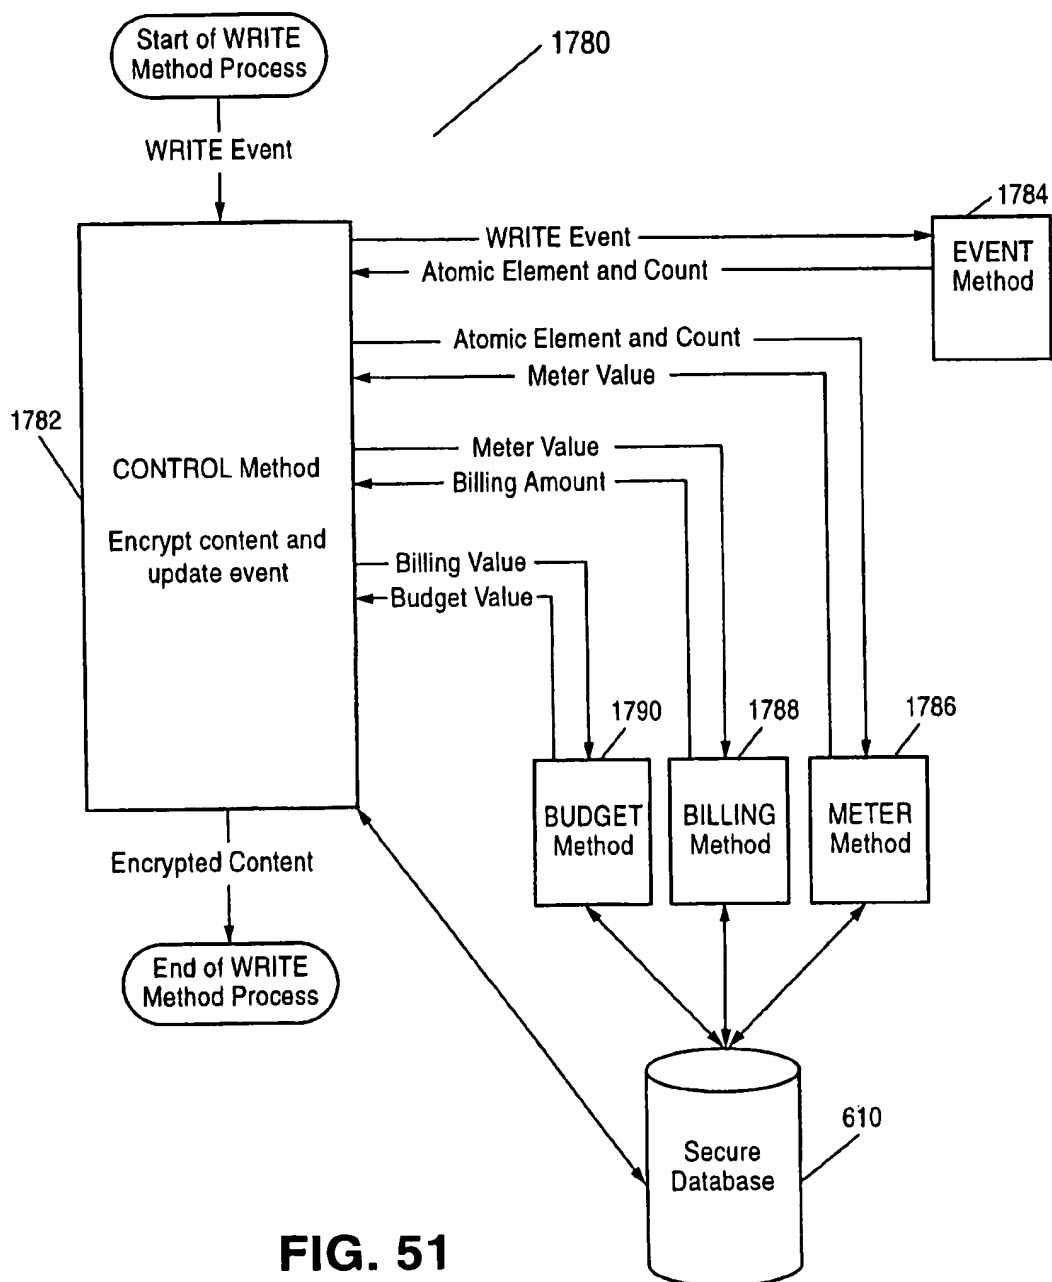 Start of WRITE
Method Process
1780
WRITE Event
1784
WRITE Event
EVENT
Method
Atomic Element and Count
Atomic Element and Count
Meter Value
1782
CONTROL Method
Encrypt content and
update event
Meter Value
Billing Amount
Billing Value
Budget Value
1790
1788
1786
BUDGET
Method
BILLING
Method
METER
Method
Encrypted Content
End of WRITE
Method Process
Secure
Database
610
FIG. 51